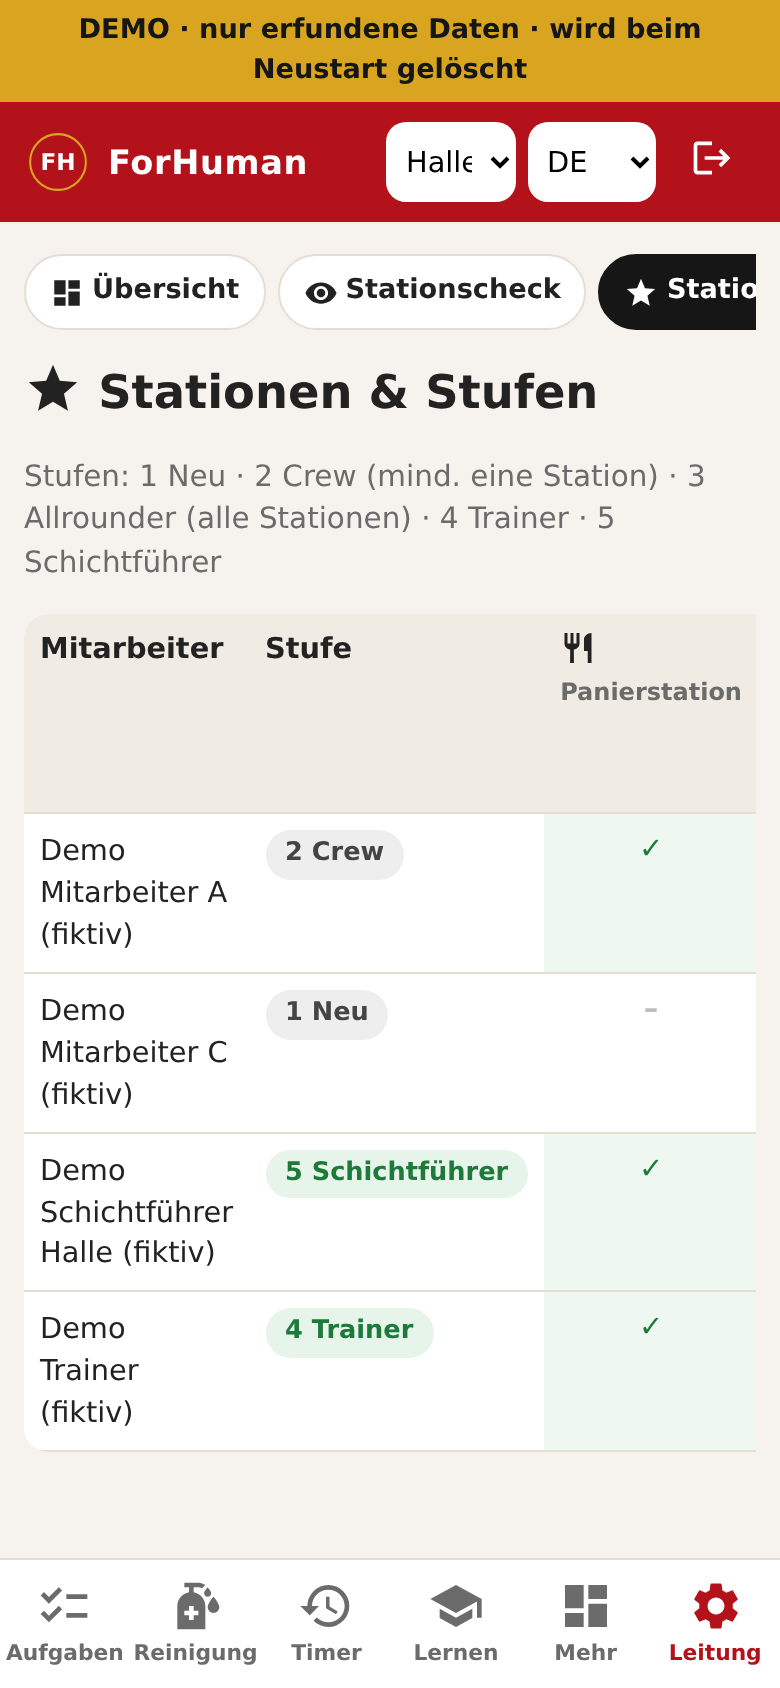 DEMO · nur erfundene Daten · wird beim
Neustart gelöscht
FH ForHuman Halle DE
Übersicht Stationscheck Statio
Stationen & Stufen
Stufen: 1 Neu · 2 Crew (mind. eine Station) · 3
Allrounder (alle Stationen) · 4 Trainer · 5
Schichtführer
Mitarbeiter Stufe
Panierstation
Demo 2 Crew ✓
Mitarbeiter A
(fiktiv)
Demo 1 Neu –
Mitarbeiter C
(fiktiv)
Demo 5 Schichtführer ✓
Schichtführer
Halle (fiktiv)
Demo 4 Trainer ✓
Trainer
(fiktiv)
Aufgaben Reinigung Timer Lernen Mehr Leitung